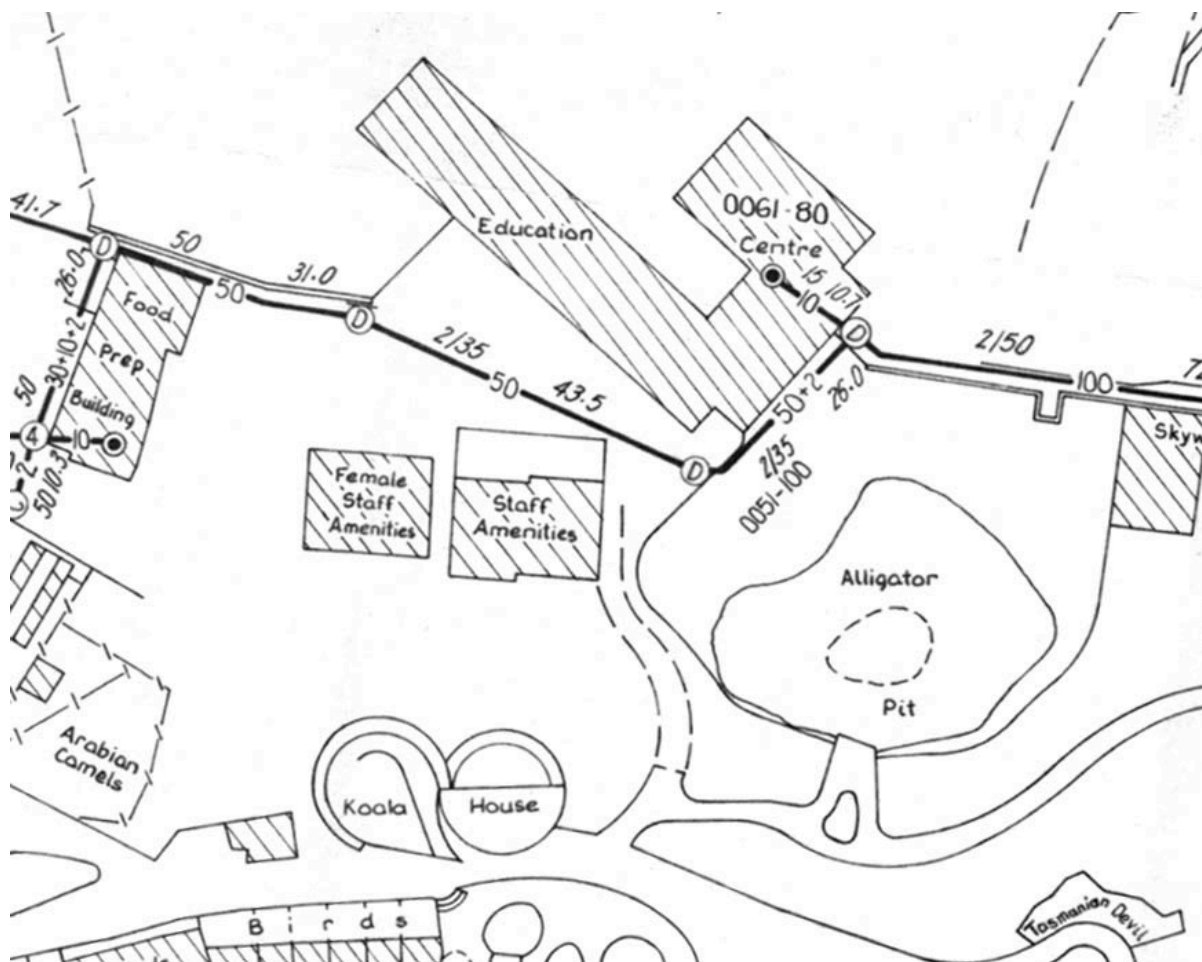 41.7
D
50
31.0
26.0
Food
Prep
Building
50
D
50
30+10+2
4
10
50 10.3
2/35
50
43.5
Education
0061-80
Centre
15 10.7
10
D
2/50
100
Skyw
50+2
26.0
2/35
0051-100
D
Female
Staff
Amenities
Staff
Amenities
Alligator
Pit
Arabian
Camels
Koala
House
Birds
Tasmanian Devil